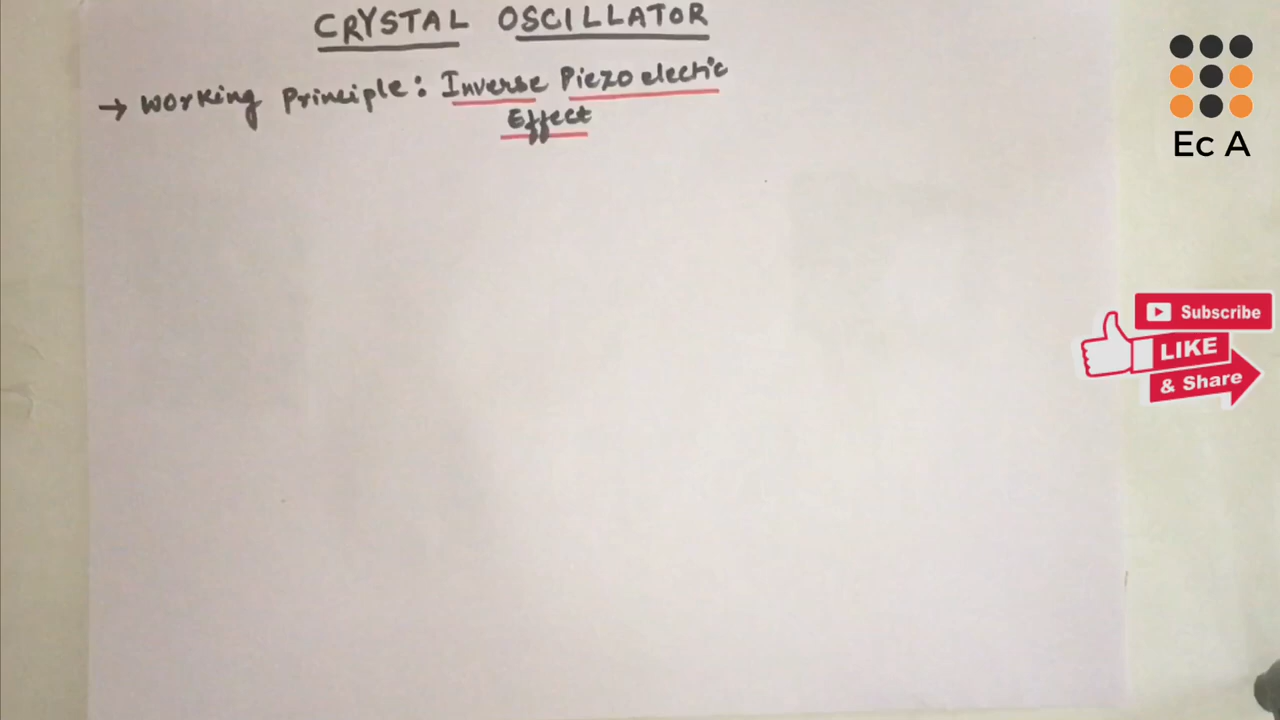 CRYSTAL OSCILLATOR
→ Working Principle: Inverse Piezo electric
Effect
Ec A
Subscribe
LIKE
& Share